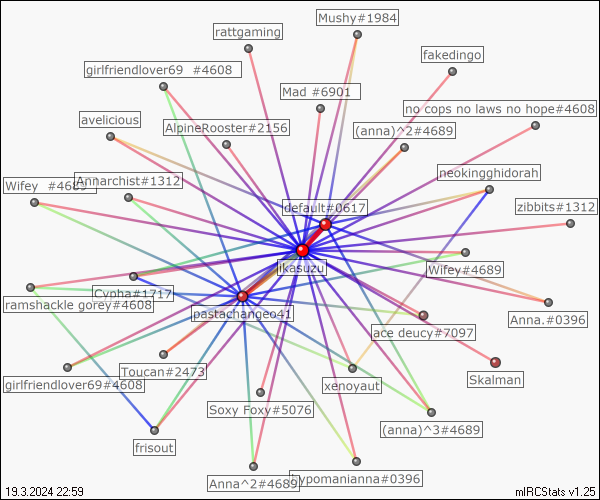 Mushy#1984
rattgaming
fakedingo
girlfriendlover69 #4608
Mad #6901
no cops no laws no hope#4608
avelicious
AlpineRooster#2156
(anna)^2#4689
neokingghidorah
Wifey #4689
Annarchist#1312
default#0617
zibbits#1312
ikasuzu
Wifey#4689
Cypha#1717
ramshackle gorey#4608
pastachangeo41
Anna.#0396
ace deucy#7097
Toucan#2473
Skalman
girlfriendlover69#4608
xenoyaut
Soxy Foxy#5076
(anna)^3#4689
frisout
Anna^2#4689
hypomanianna#0396
19.3.2024 22:59
mIRCStats v1.25